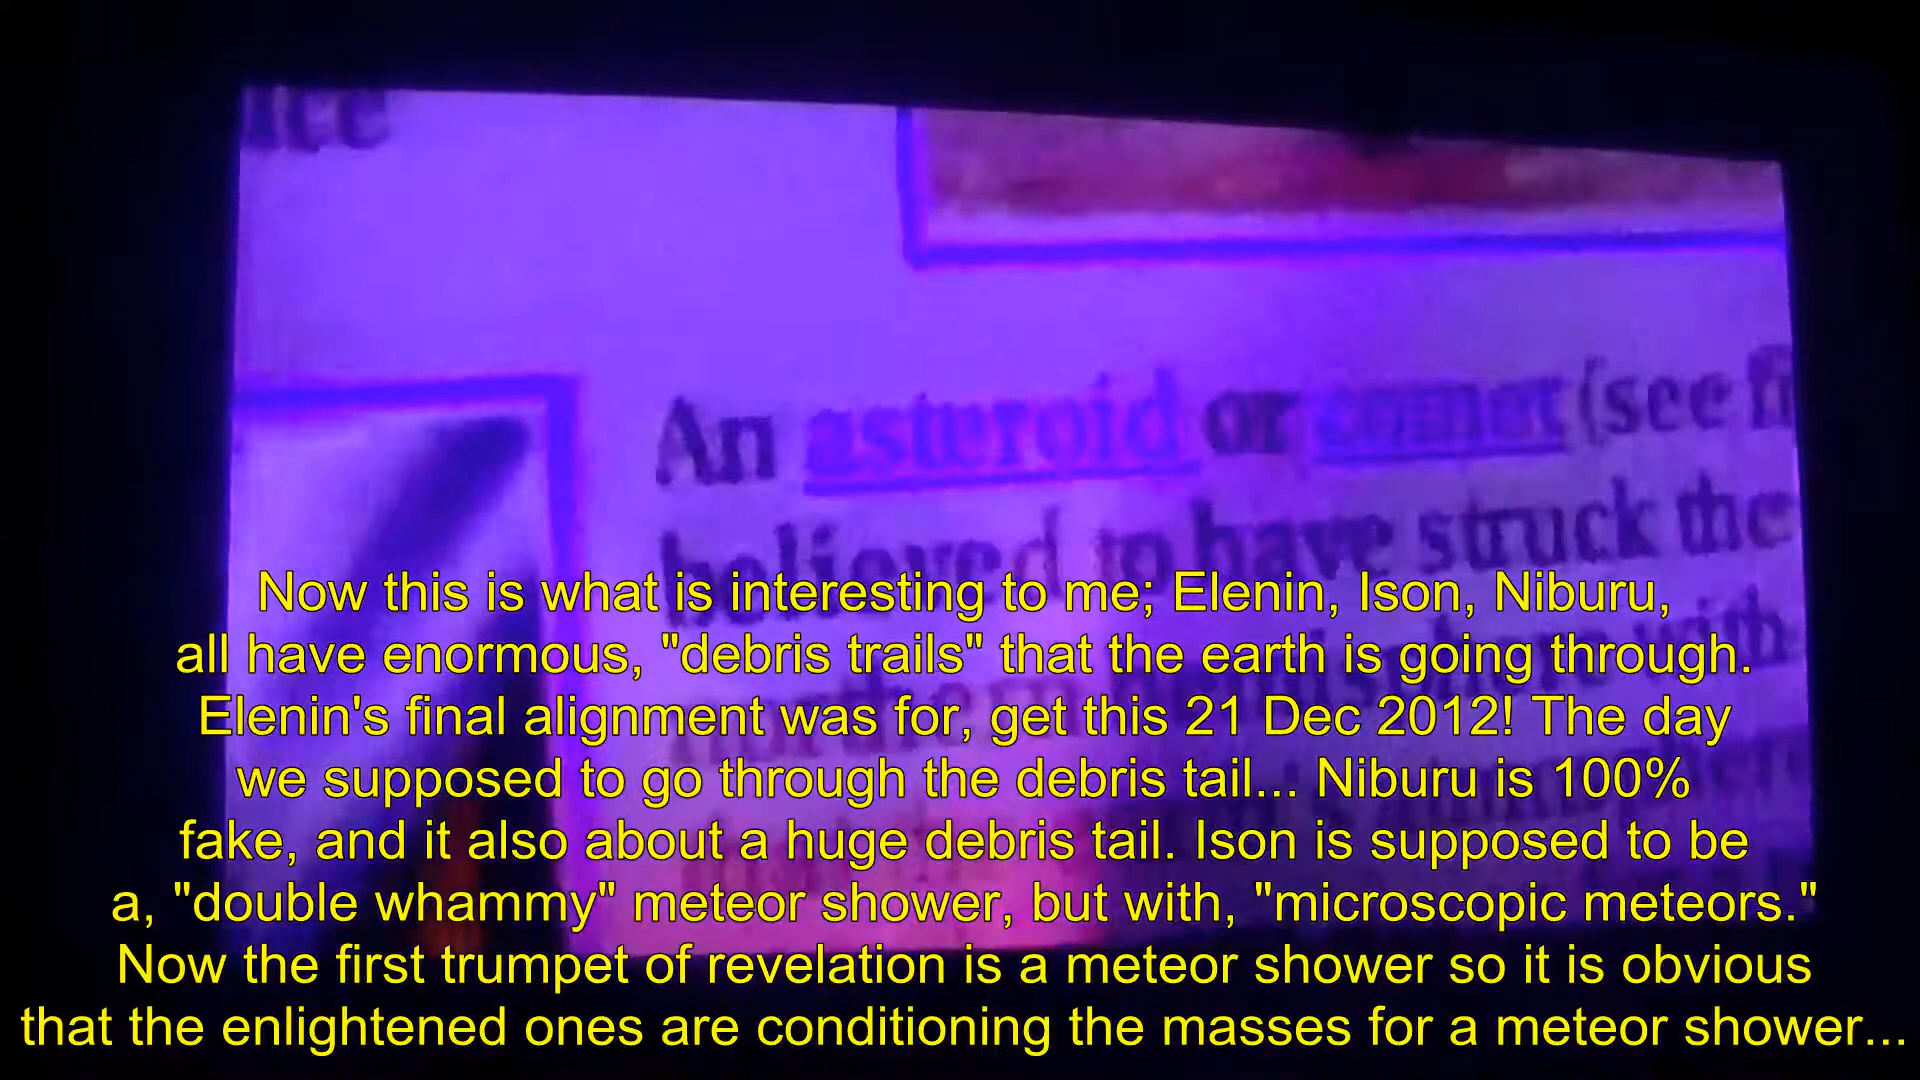 An asteroid or comet (see
believed to have struck the
with
Now this is what is interesting to me; Elenin, Ison, Niburu,
all have enormous, "debris trails" that the earth is going through.
Elenin's final alignment was for, get this 21 Dec 2012! The day
we supposed to go through the debris tail... Niburu is 100%
fake, and it also about a huge debris tail. Ison is supposed to be
a, "double whammy" meteor shower, but with, "microscopic meteors."
Now the first trumpet of revelation is a meteor shower so it is obvious
that the enlightened ones are conditioning the masses for a meteor shower...